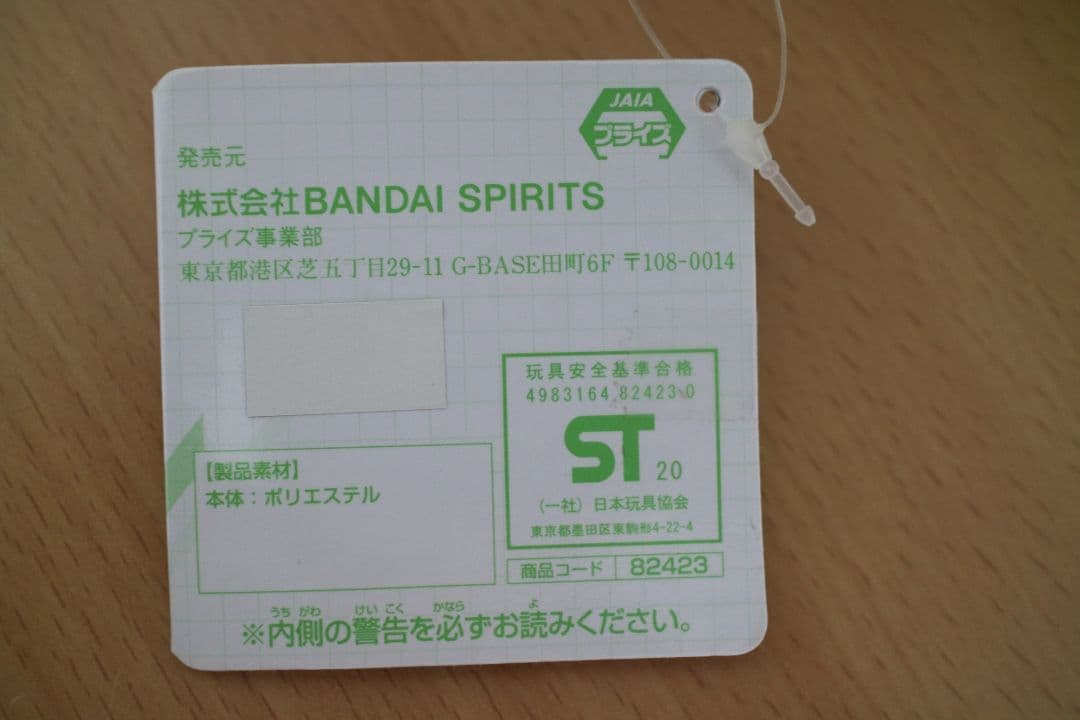 JAIA
プライズ
発売元
株式会社BANDAI SPIRITS
プライズ事業部
東京都港区芝五丁目29-11 G-BASE田町6F 〒108-0014
玩具安全基準合格
4983164 82423 0
ST 20
(一社) 日本玩具協会
東京都墨田区東駒形4-22-4
【製品素材】
本体：ポリエステル
商品コード 82423
うち がわ けい こく かなら よ
※内側の警告を必ずお読みください。